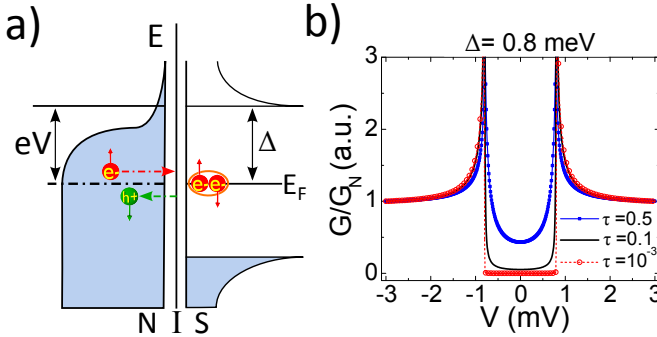 a)
E
eV
Δ
e-
h+
e- e-
E_F
N I S
b)
Δ= 0.8 meV
G/G_N (a.u.)
3
2
1
0
τ =0.5
τ =0.1
τ =10^-3
-3 -2 -1 0 1 2 3
V (mV)